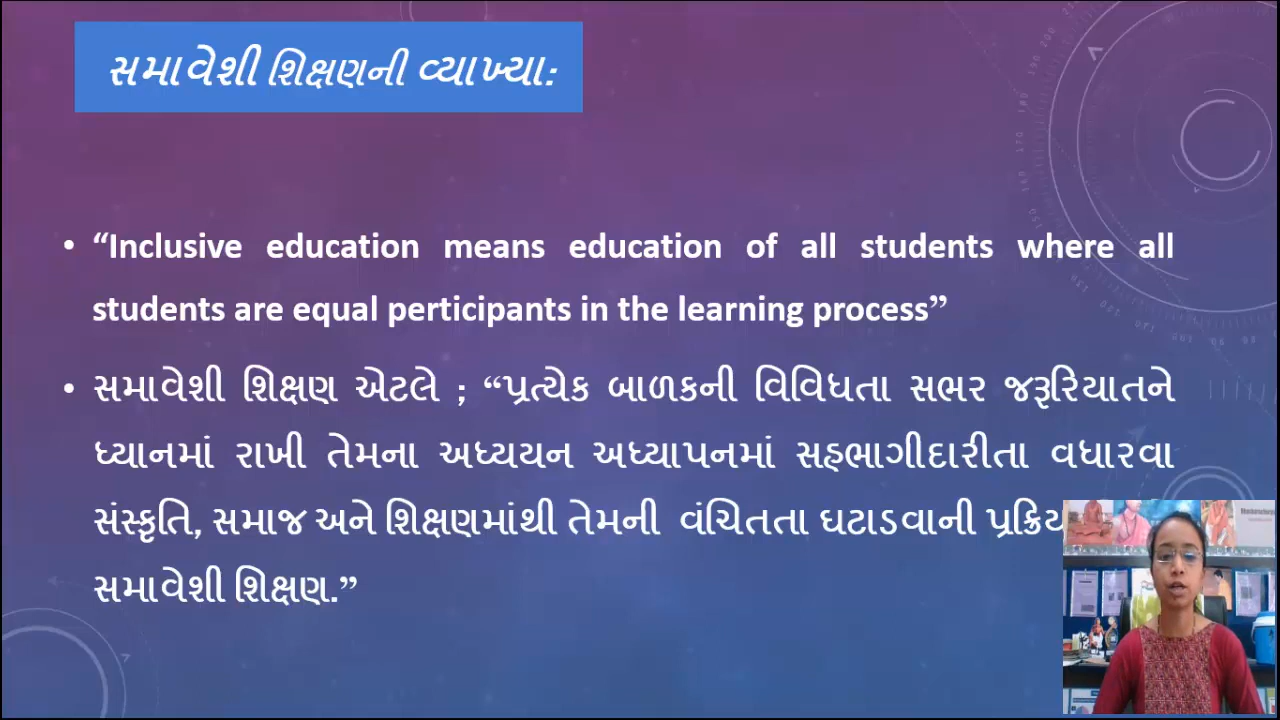 સમાવેશી શિક્ષણની વ્યાખ્યા:
• “Inclusive education means education of all students where all
students are equal perticipants in the learning process”
• સમાવેશી શિક્ષણ એટલે ; “પ્રત્યેક બાળકની વિવિધતા સભર જરૂરિયાતને
ધ્યાનમાં રાખી તેમના અધ્યયન અધ્યાપનમાં સહભાગીદારીતા વધારવા
સંસ્કૃતિ, સમાજ અને શિક્ષણમાંથી તેમની વંચિતતા ઘટાડવાની
સમાવેશી શિક્ષણ.”